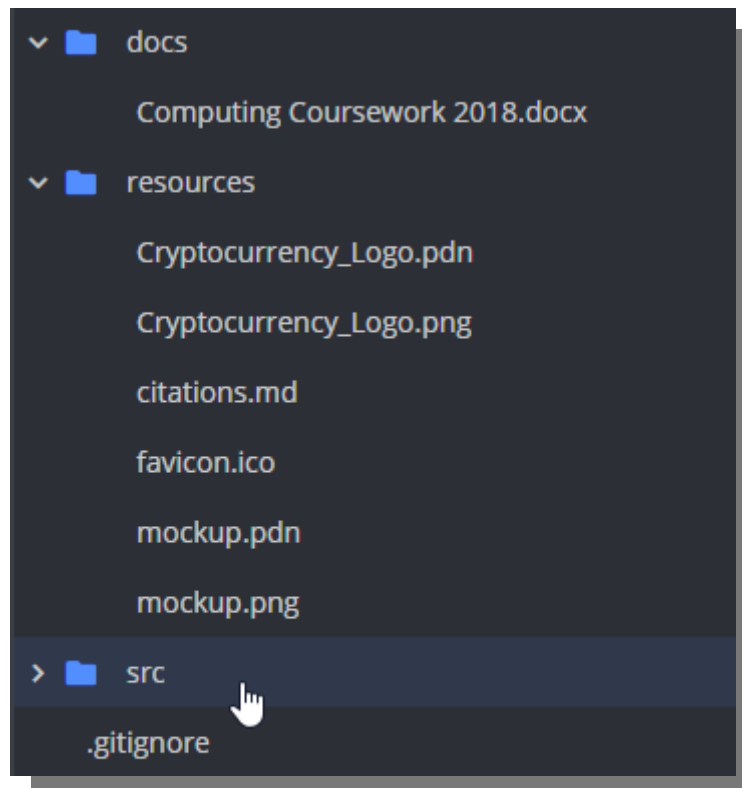 docs
Computing Coursework 2018.docx
resources
Cryptocurrency_Logo.pdn
Cryptocurrency_Logo.png
citations.md
favicon.ico
mockup.pdn
mockup.png
src
.gitignore